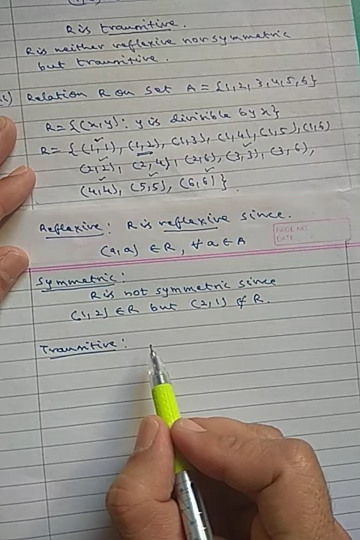 R is transitive.
R is neither reflexive nor symmetric
but transitive.
Relation R on set A = {1, 2, 3, 4, 5, 6}
R = {(x, y) : y is divisible by x}
R = {(1, 1), (1, 2), (1, 3), (1, 4), (1, 5), (1, 6)
(2, 2), (2, 4), (2, 6), (3, 3), (3, 6),
(4, 4), (5, 5), (6, 6)}
Reflexive : R is reflexive since.
(a, a) ∈ R, ∀ a ∈ A
PAGE NO.
DATE
Symmetric :
R is not symmetric since
(1, 2) ∈ R but (2, 1) ∉ R.
Transitive :